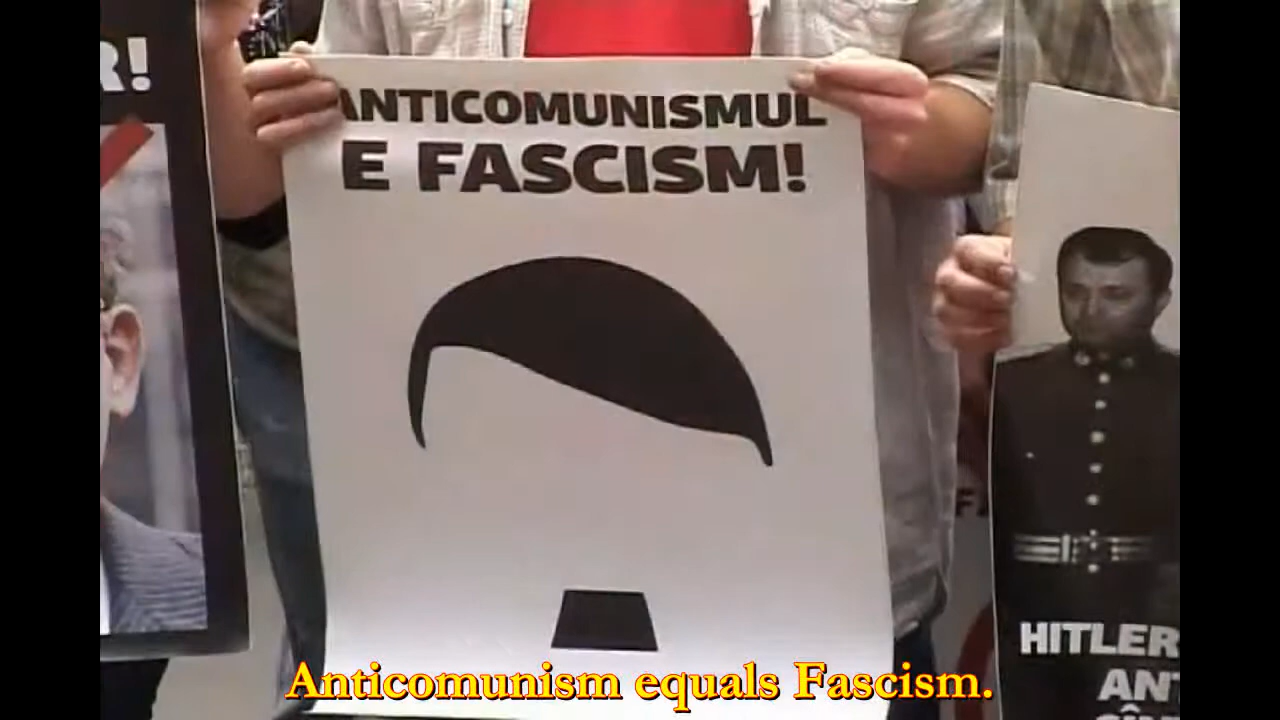 R!
ANTICOMUNISMUL
E FASCISM!
HITLER
ANT
Anticomunism equals Fascism.